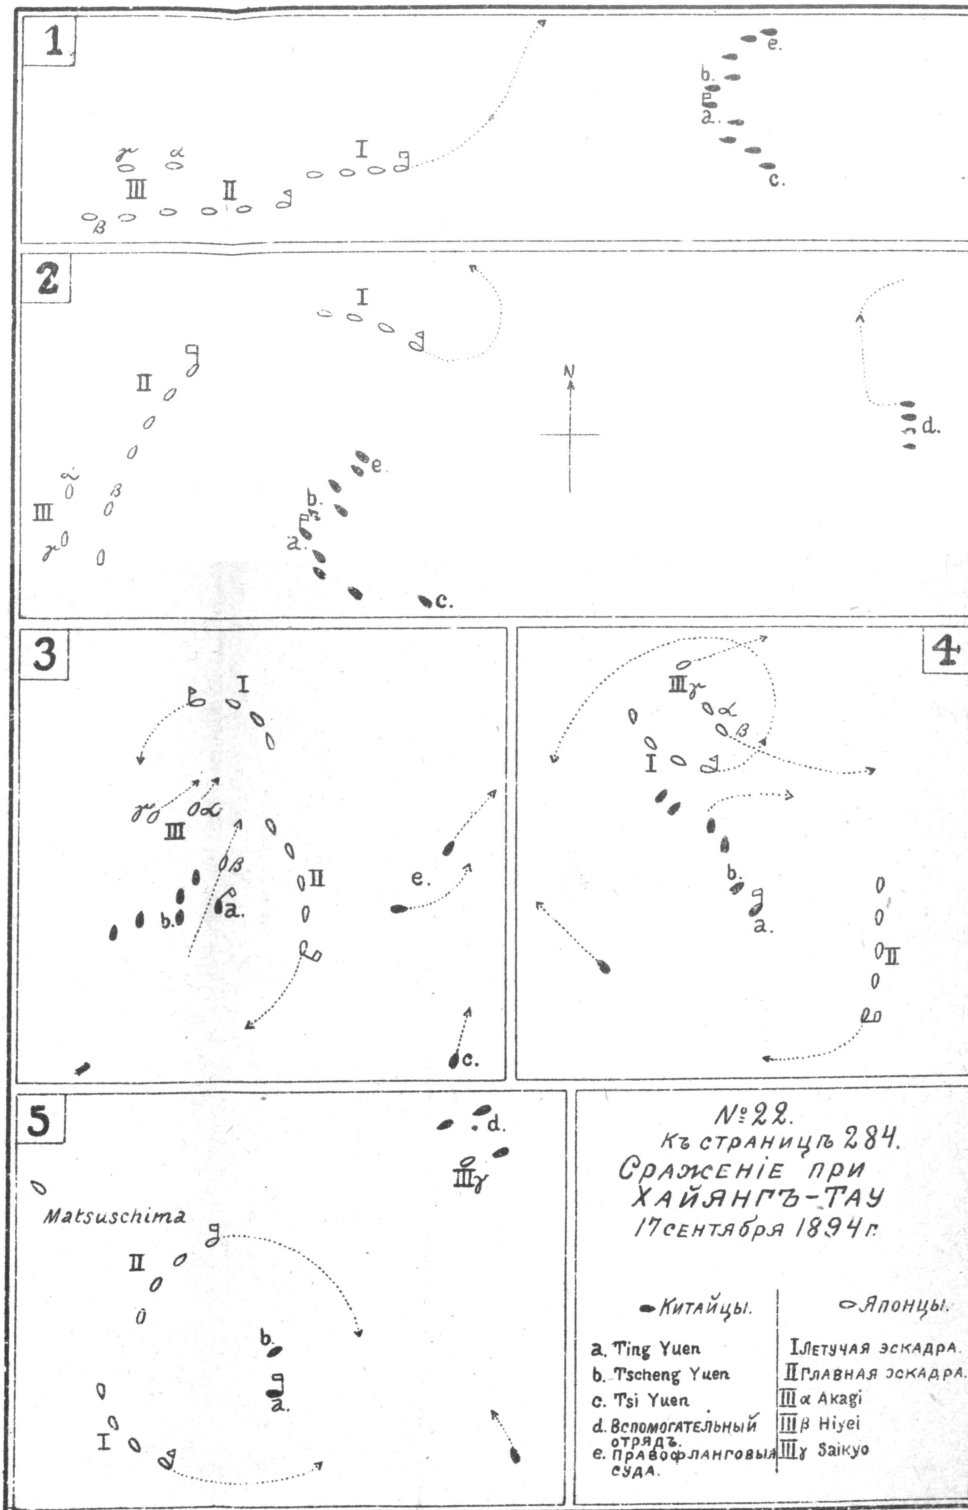 1
e.
b.
a.
c.
γ α
I
III
II
β
2
I
II
N
d.
e.
b.
a.
c.
α
β
III
γ
3
I
γ
α
III
β
II
e.
b.
a.
c.
4
III γ
α
β
I
b.
a.
II
5
d.
III γ
Matsuschima
II
b.
a.
I
№ 22.
Къ страницѣ 284.
Сраженіе при
Хайянгъ-Тау
17 сентября 1894 г.
Китайцы.
Японцы.
a. Ting Yuen
b. Tscheng Yuen
c. Tsi Yuen
d. Вспомогательный
отрядъ.
e. Правофланговыя
суда.
I Летучая эскадра.
II Главная эскадра.
III α Akagi
III β Hiyei
III γ Saikyo